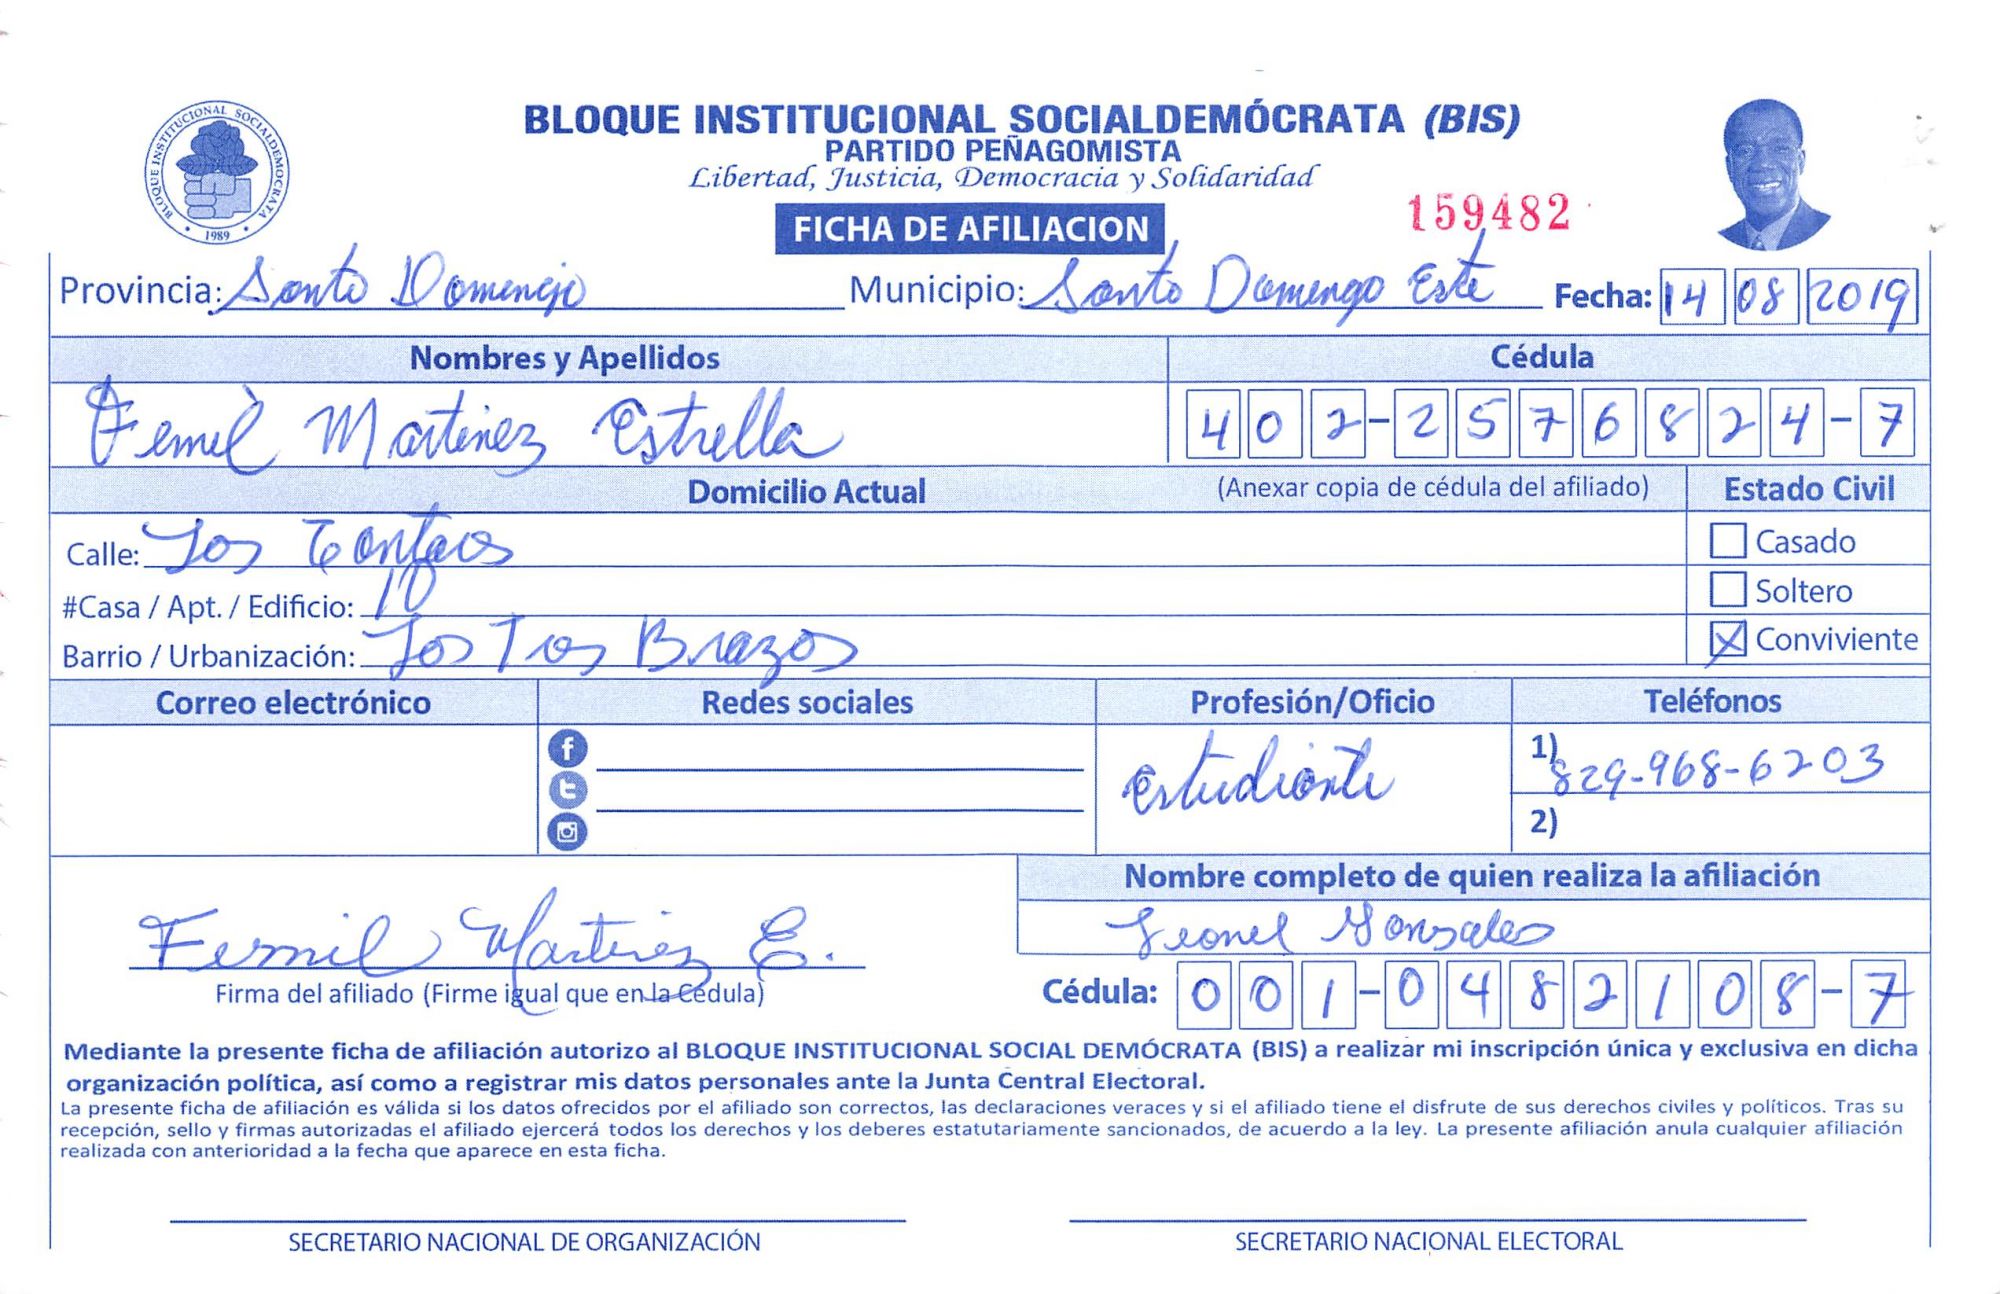 BLOQUE INSTITUCIONAL SOCIALDEMÓCRATA (BIS)
PARTIDO PEÑAGOMISTA
Libertad, Justicia, Democracia y Solidaridad
BLOQUE INSTITUCIONAL SOCIALDEMOCRATA
1989
159482
FICHA DE AFILIACION
Provincia: Santo Domingo Municipio: Santo Domingo Este Fecha: 14 08 2019
Nombres y Apellidos Cédula
Femil Martinez Estrella 402-2576824-7
Domicilio Actual (Anexar copia de cédula del afiliado) Estado Civil
Calle: Los Casado
#Casa / Apt. / Edificio: 10 Soltero
Barrio / Urbanización: Los Tres Brazos Conviviente
Correo electrónico Redes sociales Profesión/Oficio Teléfonos
Estudiante 1) 829-968-6203
2)
Nombre completo de quien realiza la afiliación
Leonel Gonsales
Femil Martinez E.
Firma del afiliado (Firme igual que en la Cédula) Cédula: 001-0482108-7
Mediante la presente ficha de afiliación autorizo al BLOQUE INSTITUCIONAL SOCIAL DEMÓCRATA (BIS) a realizar mi inscripción única y exclusiva en dicha
organización política, así como a registrar mis datos personales ante la Junta Central Electoral.
La presente ficha de afiliación es válida si los datos ofrecidos por el afiliado son correctos, las declaraciones veraces y si el afiliado tiene el disfrute de sus derechos civiles y políticos. Tras su
recepción, sello y firmas autorizadas el afiliado ejercerá todos los derechos y los deberes estatutariamente sancionados, de acuerdo a la ley. La presente afiliación anula cualquier afiliación
realizada con anterioridad a la fecha que aparece en esta ficha.
SECRETARIO NACIONAL DE ORGANIZACIÓN SECRETARIO NACIONAL ELECTORAL